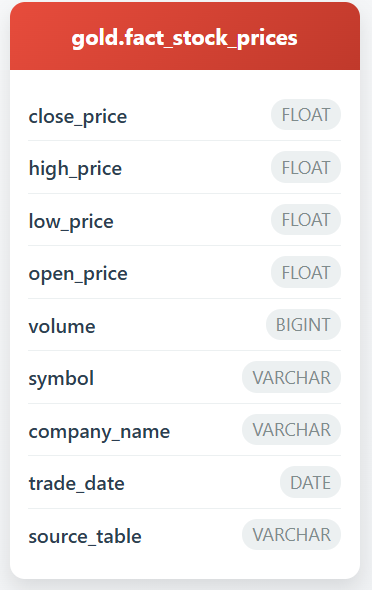 gold.fact_stock_prices
close_price FLOAT
high_price FLOAT
low_price FLOAT
open_price FLOAT
volume BIGINT
symbol VARCHAR
company_name VARCHAR
trade_date DATE
source_table VARCHAR